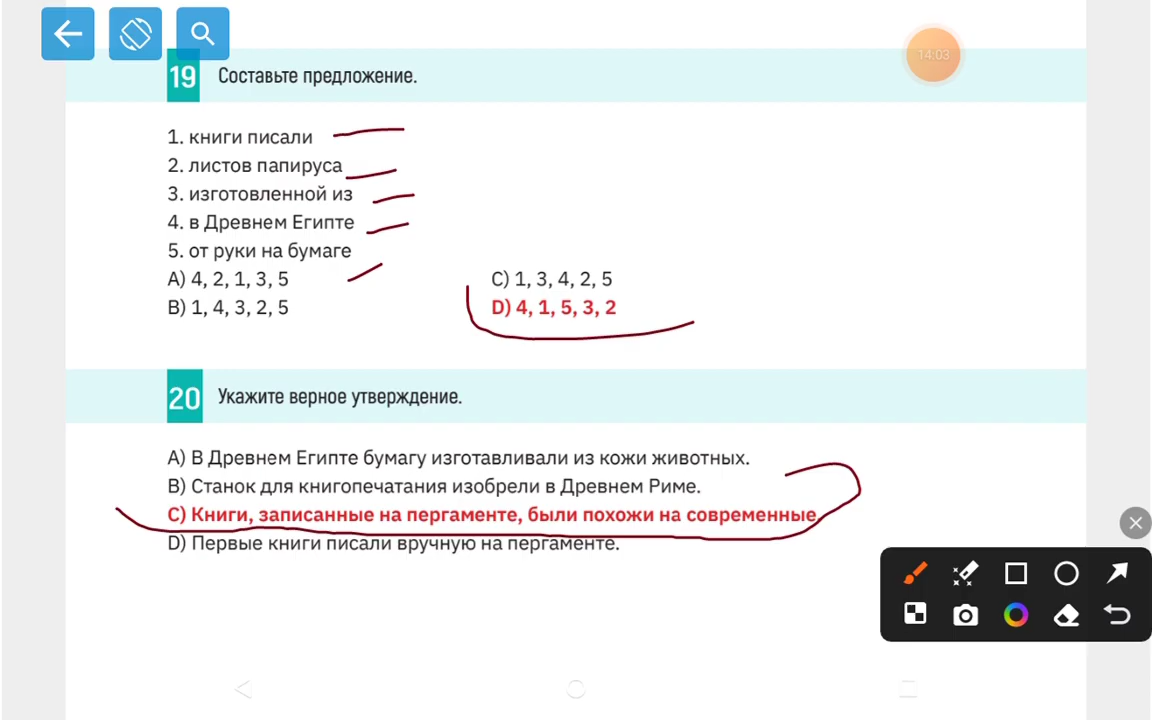 14:03
19 Составьте предложение.
1. книги писали
2. листов папируса
3. изготовленной из
4. в Древнем Египте
5. от руки на бумаге
A) 4, 2, 1, 3, 5
C) 1, 3, 4, 2, 5
B) 1, 4, 3, 2, 5
D) 4, 1, 5, 3, 2
20 Укажите верное утверждение.
A) В Древнем Египте бумагу изготавливали из кожи животных.
B) Станок для книгопечатания изобрели в Древнем Риме.
C) Книги, записанные на пергаменте, были похожи на современные.
D) Первые книги писали вручную на пергаменте.